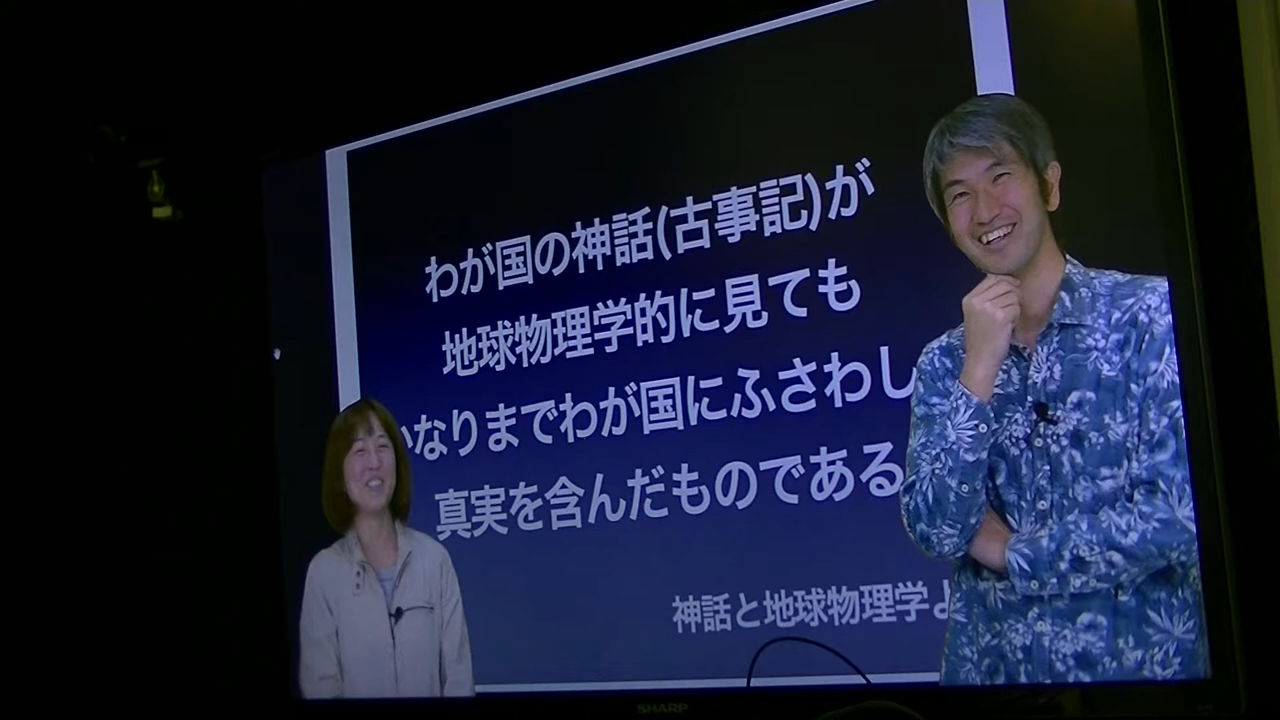 わが国の神話(古事記)が
地球物理学的に見ても
なりまでわが国にふさわし
真実を含んだものである
神話と地球物理学よ
SHARP